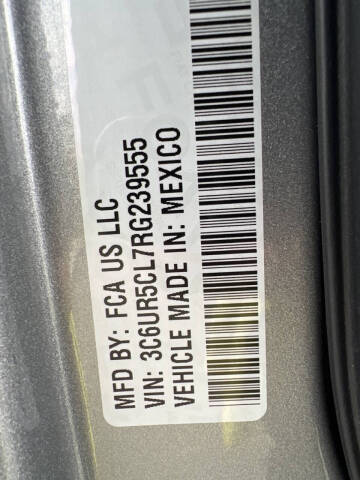 MFD BY: FCA US LLC
VIN: 3C6UR5CL7RG239555
VEHICLE MADE IN: MEXICO